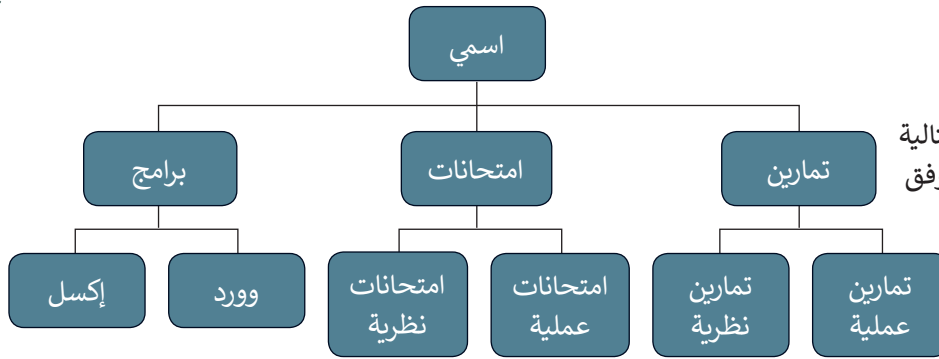 اسمي
تمارين
امتحانات
برامج
تمارين
عملية
تمارين
نظرية
امتحانات
عملية
امتحانات
نظرية
وورد
إكسل